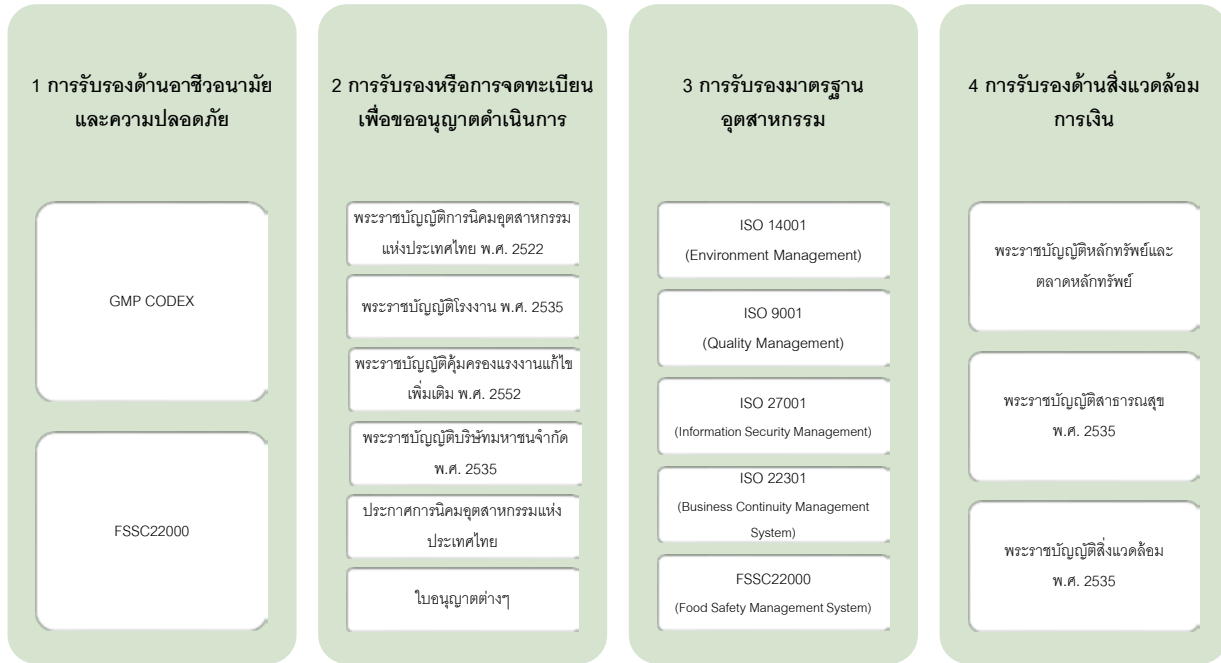 1 การรับรองด้านอาชีวอนามัย
และความปลอดภัย
GMP CODEX
FSSC22000
2 การรับรองหรือการจดทะเบียน
เพื่อขออนุญาตดำเนินการ
พระราชบัญญัติการนิคมอุตสาหกรรม
แห่งประเทศไทย พ.ศ. 2522
พระราชบัญญัติโรงงาน พ.ศ. 2535
พระราชบัญญัติคุ้มครองแรงงานแก้ไข
เพิ่มเติม พ.ศ. 2552
พระราชบัญญัติบริษัทมหาชนจำกัด
พ.ศ. 2535
ประกาศการนิคมอุตสาหกรรมแห่ง
ประเทศไทย
ใบอนุญาตต่างๆ
3 การรับรองมาตรฐาน
อุตสาหกรรม
ISO 14001
(Environment Management)
ISO 9001
(Quality Management)
ISO 27001
(Information Security Management)
ISO 22301
(Business Continuity Management
System)
FSSC22000
(Food Safety Management System)
4 การรับรองด้านสิ่งแวดล้อม
การเงิน
พระราชบัญญัติหลักทรัพย์และ
ตลาดหลักทรัพย์
พระราชบัญญัติสาธารณสุข
พ.ศ. 2535
พระราชบัญญัติสิ่งแวดล้อม
พ.ศ. 2535